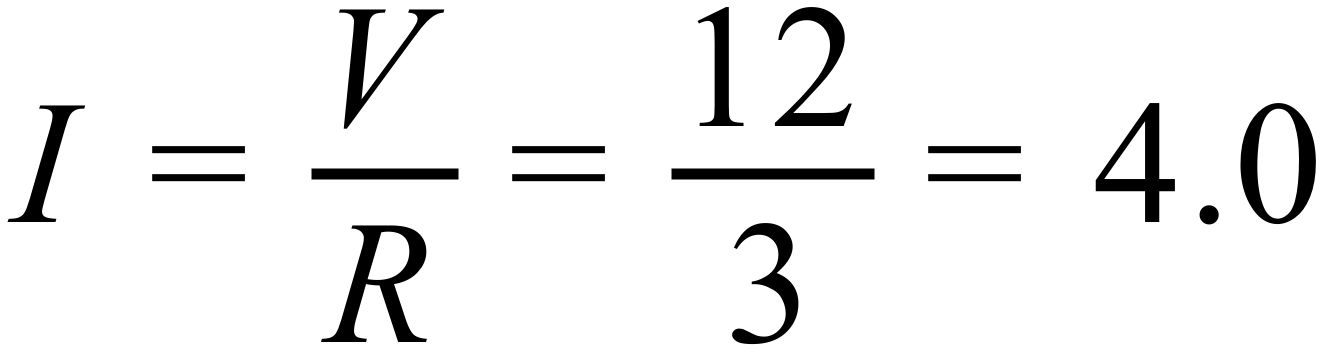 I = V/R = 12/3 = 4.0